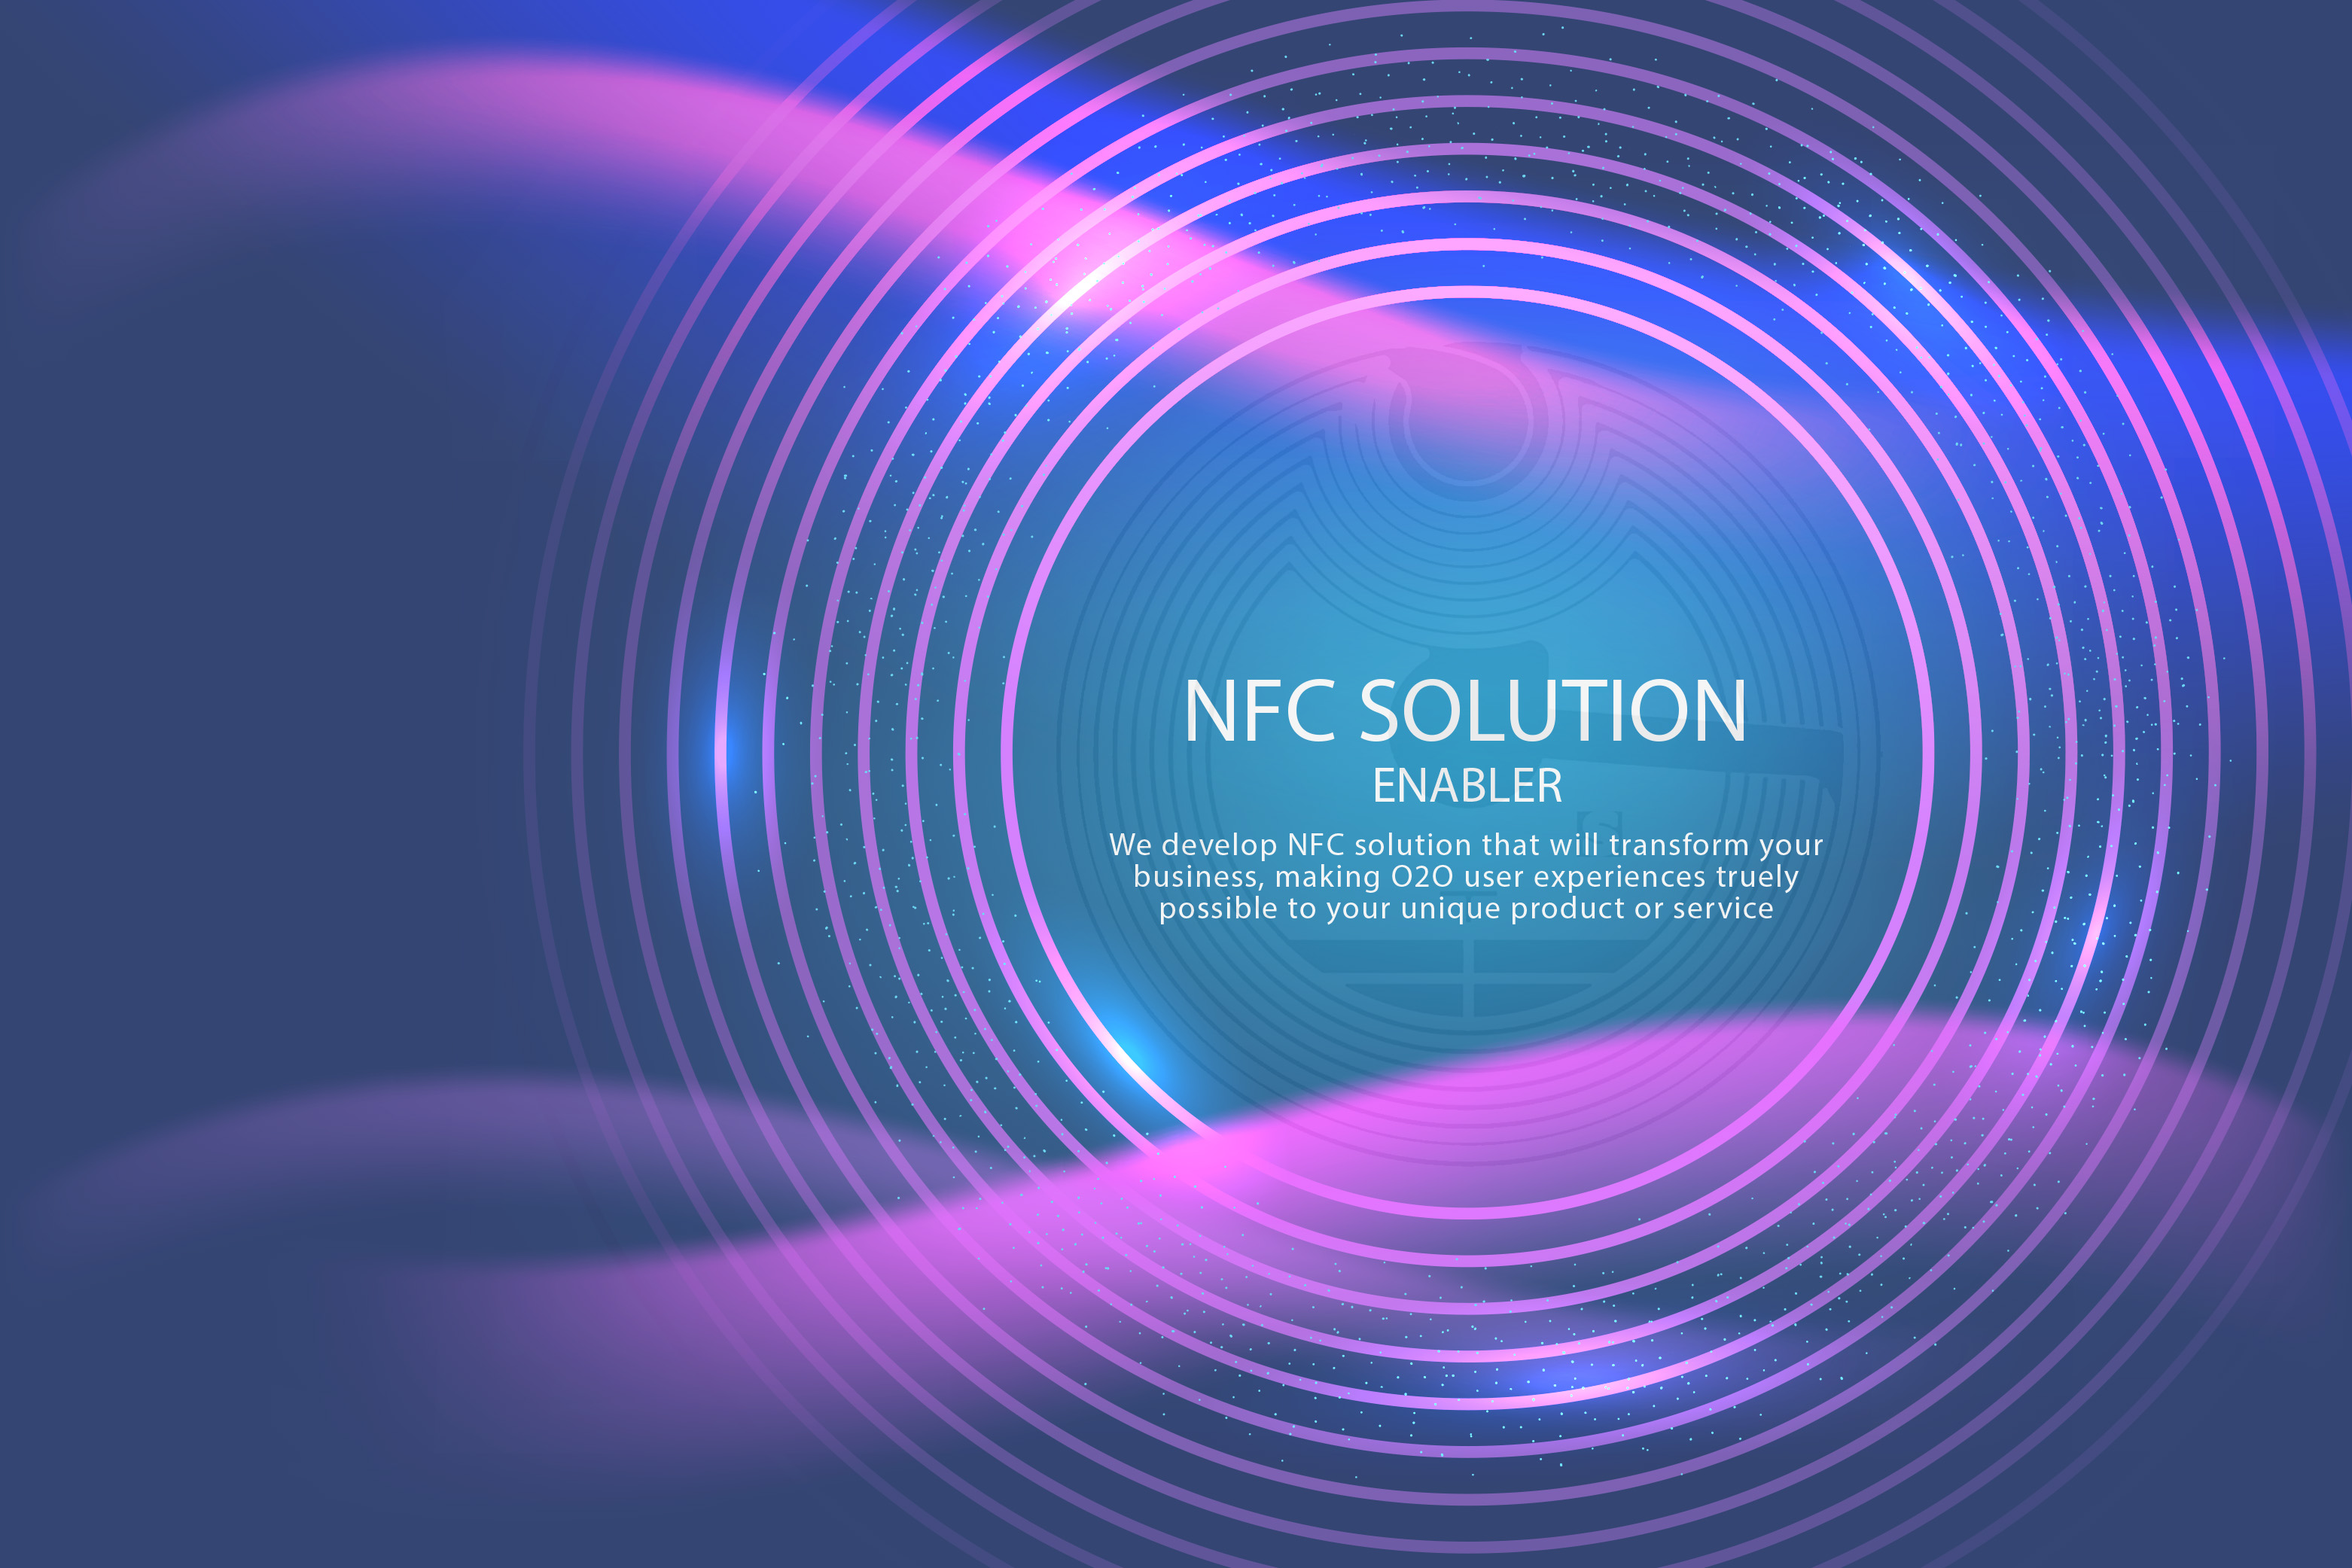 NFC SOLUTION
ENABLER
We develop NFC solution that will transform your
business, making O2O user experiences truely
possible to your unique product or service